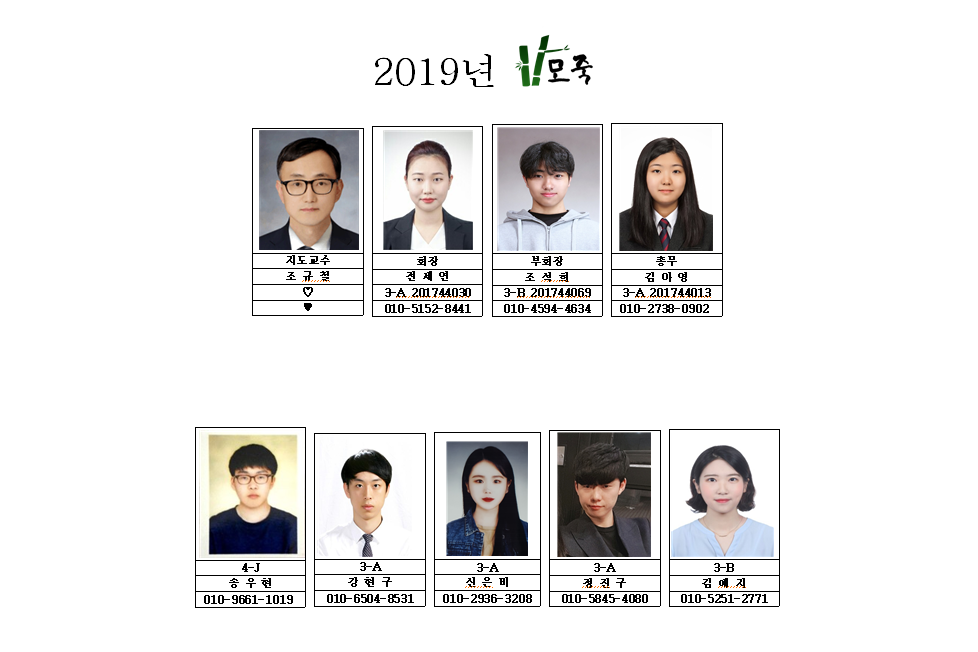 2019년 모죽
지도교수 회장 부회장 총무
조 규 철 전 세 연 조 석 희 김 아 영
♡ 3-A 201744030 3-B 201744069 3-A 201744013
♥ 010-5152-8441 010-4594-4634 010-2738-0902
4-J 3-A 3-A 3-A 3-B
송 우 현 강 현 구 신 은 비 정 진 구 김 예 지
010-9661-1019 010-6504-8531 010-2936-3208 010-5845-4080 010-5251-2771